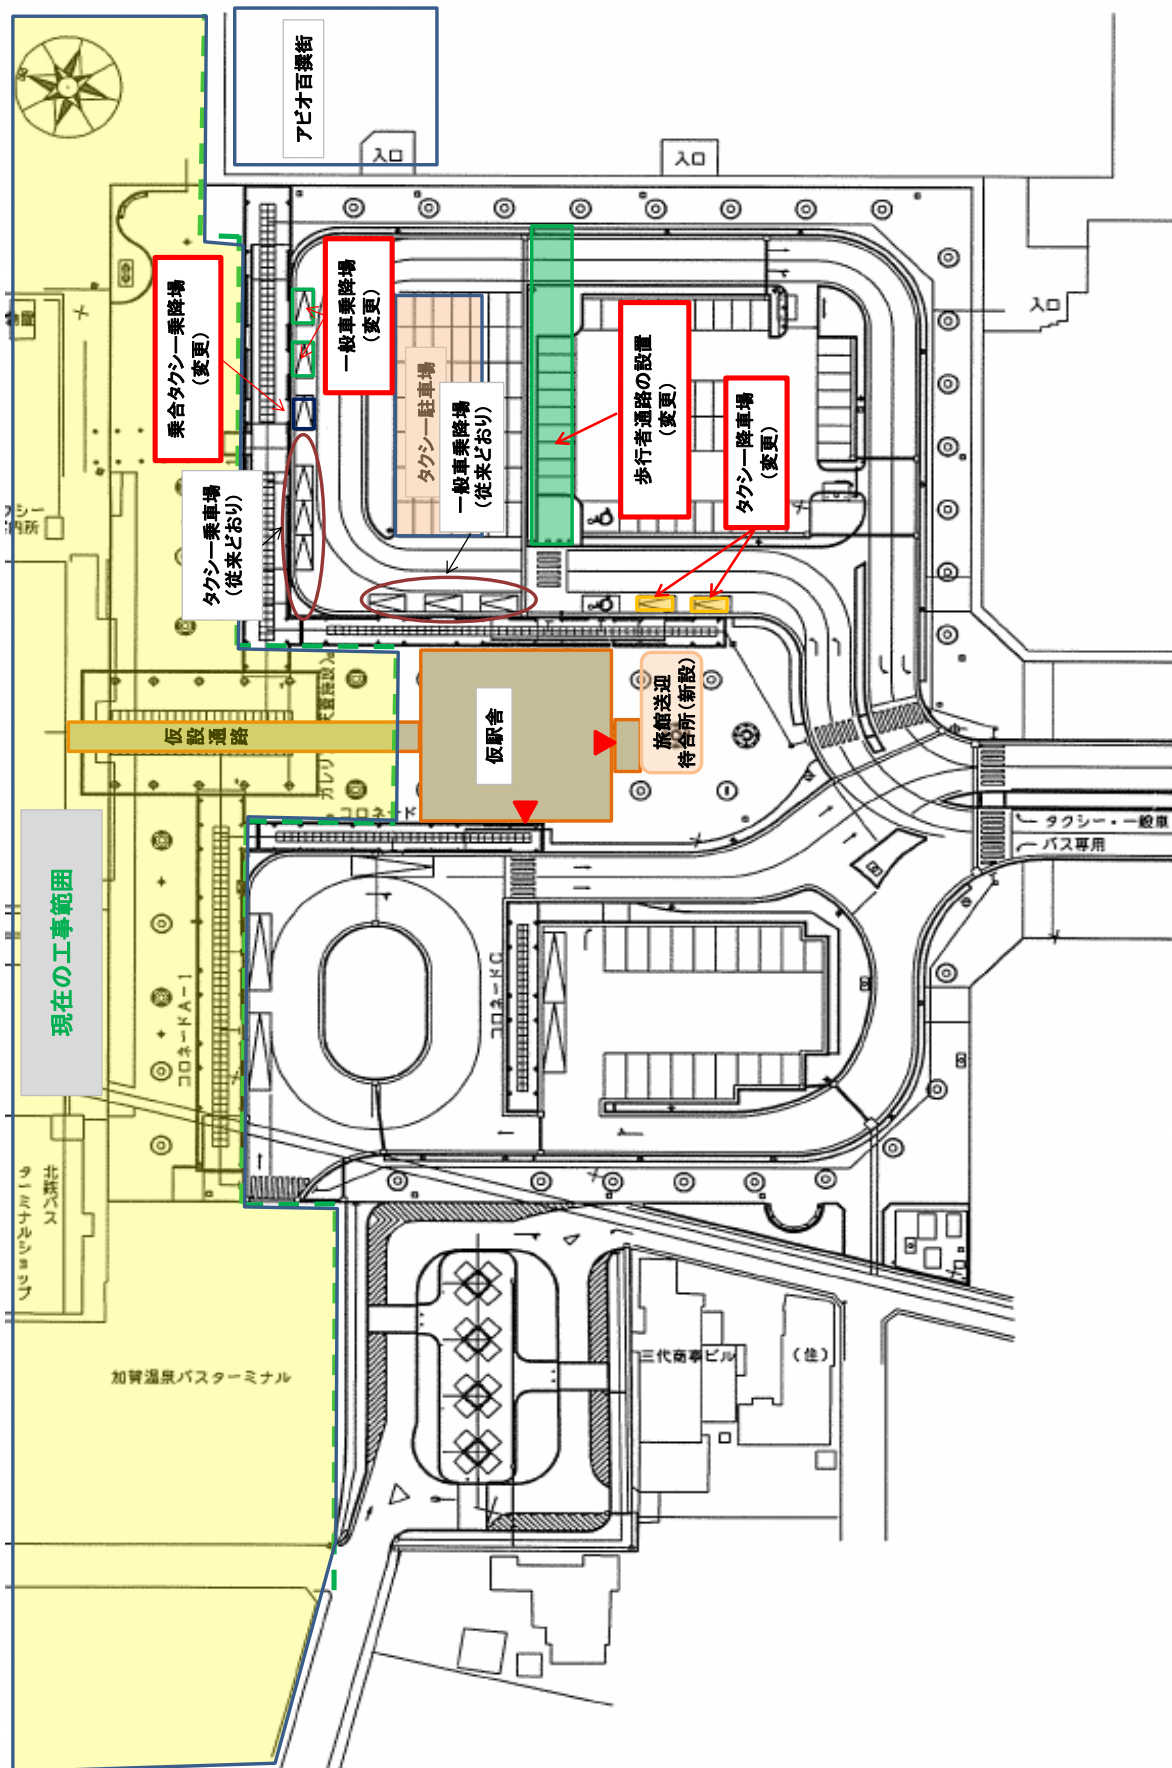 アビオ百撰街
入口
入口
入口
乗合タクシー乗降場
（変更）
一般車乗降場
（変更）
タクシー駐車場
一般車乗降場
（従来どおり）
タクシー乗車場
（従来どおり）
歩行者通路の設置
（変更）
タクシー降車場
（変更）
仮設通路
仮駅舎
旅館送迎
待合所（新設）
コロネード
タクシー・一般車
バス専用
現在の工事範囲
コロネードA-1
コロネードC
北鉄バス
ターミナルショップ
加賀温泉バスターミナル
三代商事ビル
（住）